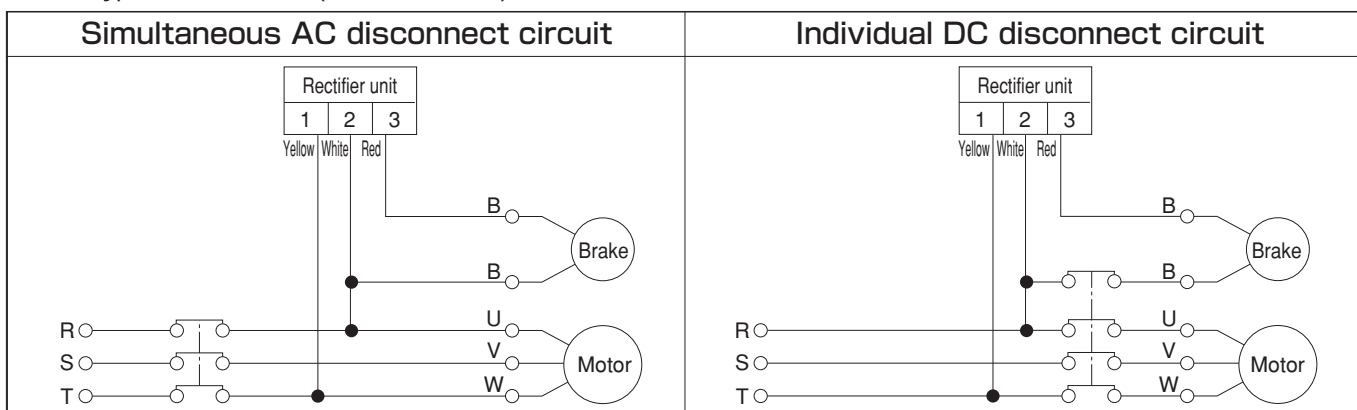 Simultaneous AC disconnect circuit
Individual DC disconnect circuit
Rectifier unit
1 2 3
Yellow White Red
B
Brake
B
R U
S V Motor
T W
Rectifier unit
1 2 3
Yellow White Red
B
Brake
B
R U
S V Motor
T W